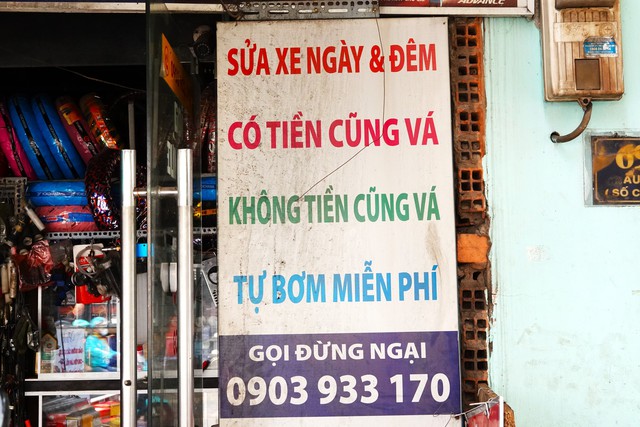 ADVANCE
SỬA XE NGÀY & ĐÊM
CÓ TIỀN CŨNG VÁ
KHÔNG TIỀN CŨNG VÁ
TỰ BƠM MIỄN PHÍ
GỌI ĐỪNG NGẠI
0903 933 170